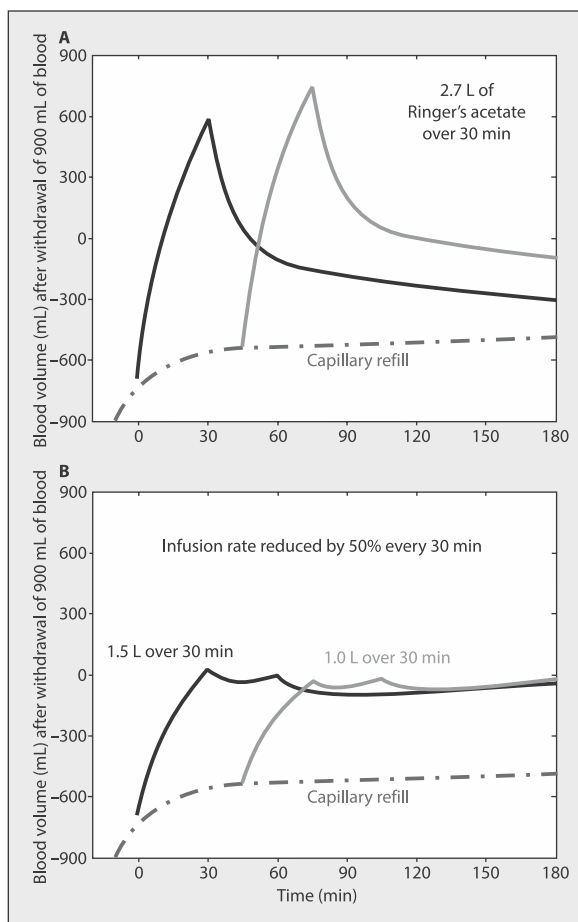 A
Blood volume (mL) after withdrawal of 900 mL of blood
900
600
300
0
−300
−600
−900
2.7 L of
Ringer's acetate
over 30 min
Capillary refill
0 30 60 90 120 150 180
B
Blood volume (mL) after withdrawal of 900 mL of blood
900
600
300
0
−300
−600
−900
Infusion rate reduced by 50% every 30 min
1.5 L over 30 min
1.0 L over 30 min
Capillary refill
0 30 60 90 120 150 180
Time (min)